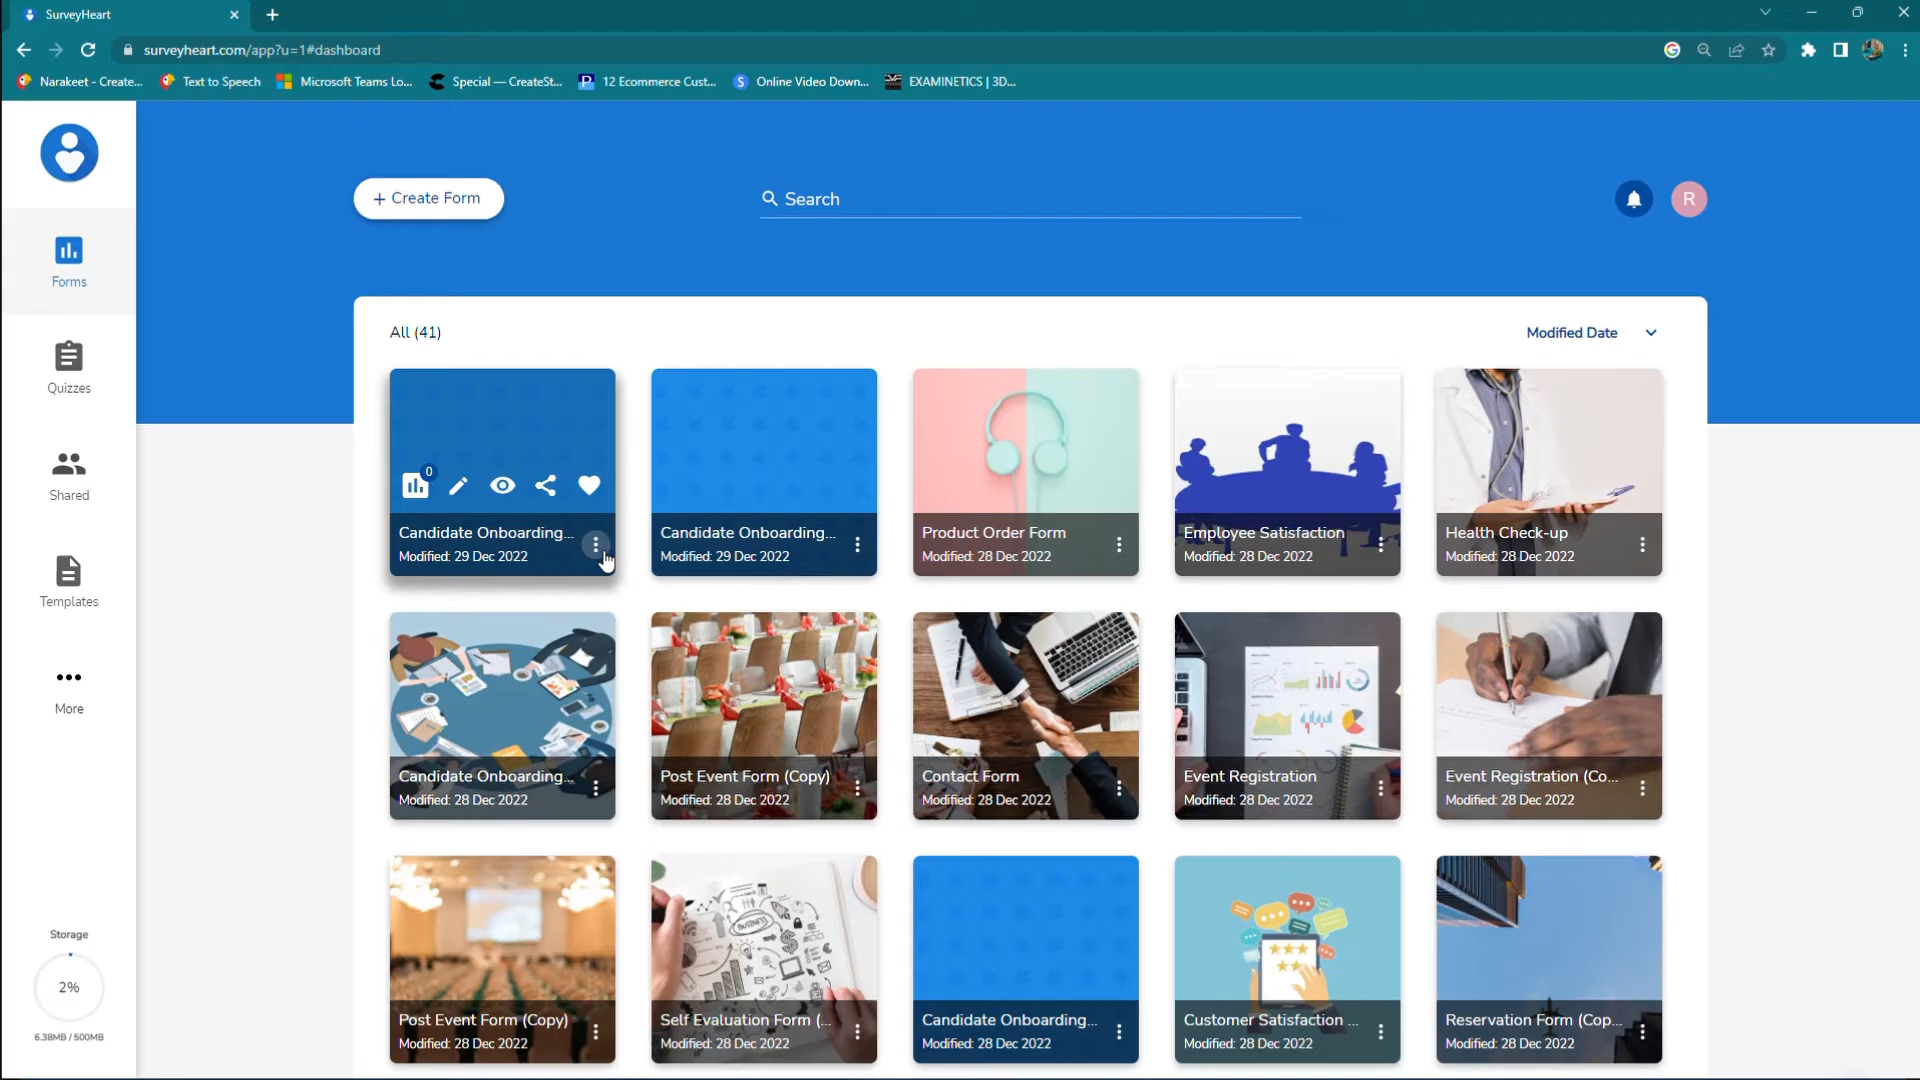 SurveyHeart
surveyheart.com/app?u=1#dashboard
Narakeet - Create...
Text to Speech
Microsoft Teams Lo...
Special — CreateSt...
12 Ecommerce Cust...
Online Video Down...
EXAMINETICS | 3D...
+ Create Form
Search
R
Forms
Quizzes
Shared
Templates
More
Storage
2%
6.38MB / 500MB
All (41)
Modified Date
0
Candidate Onboarding...
Modified: 29 Dec 2022
Candidate Onboarding...
Modified: 29 Dec 2022
Product Order Form
Modified: 28 Dec 2022
Employee Satisfaction
Modified: 28 Dec 2022
Health Check-up
Modified: 28 Dec 2022
Candidate Onboarding...
Modified: 28 Dec 2022
Post Event Form (Copy)
Modified: 28 Dec 2022
Contact Form
Modified: 28 Dec 2022
Event Registration
Modified: 28 Dec 2022
Event Registration (Co...
Modified: 28 Dec 2022
Post Event Form (Copy)
Modified: 28 Dec 2022
BUSINESS
Self Evaluation Form (...
Modified: 28 Dec 2022
Candidate Onboarding...
Modified: 28 Dec 2022
Customer Satisfaction ...
Modified: 28 Dec 2022
Reservation Form (Cop...
Modified: 28 Dec 2022